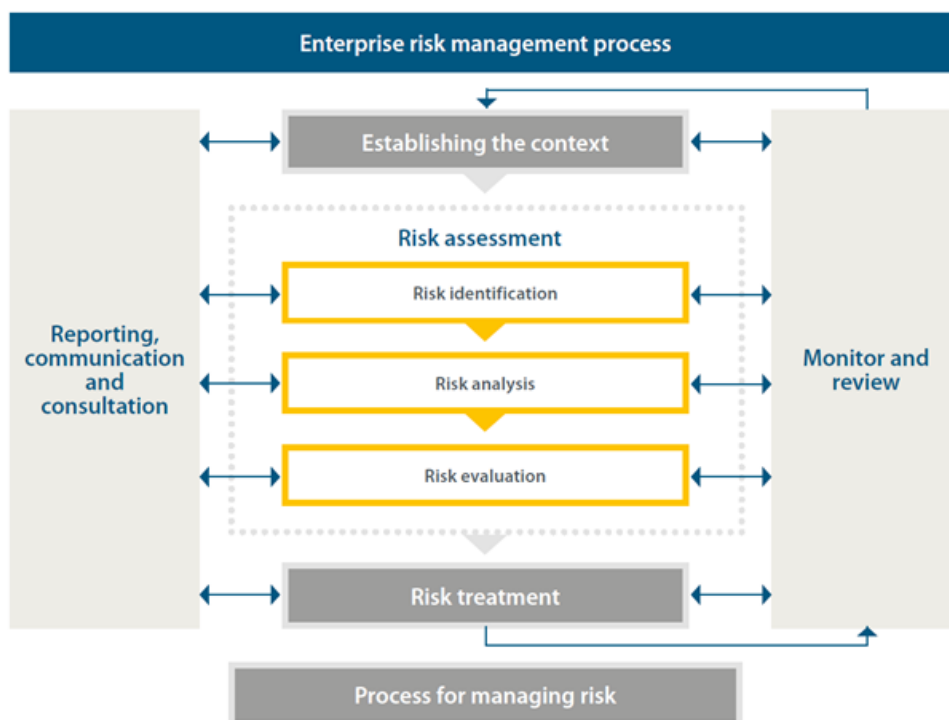 Enterprise risk management process
Establishing the context
Risk assessment
Risk identification
Risk analysis
Risk evaluation
Reporting,
communication
and
consultation
Monitor and
review
Risk treatment
Process for managing risk